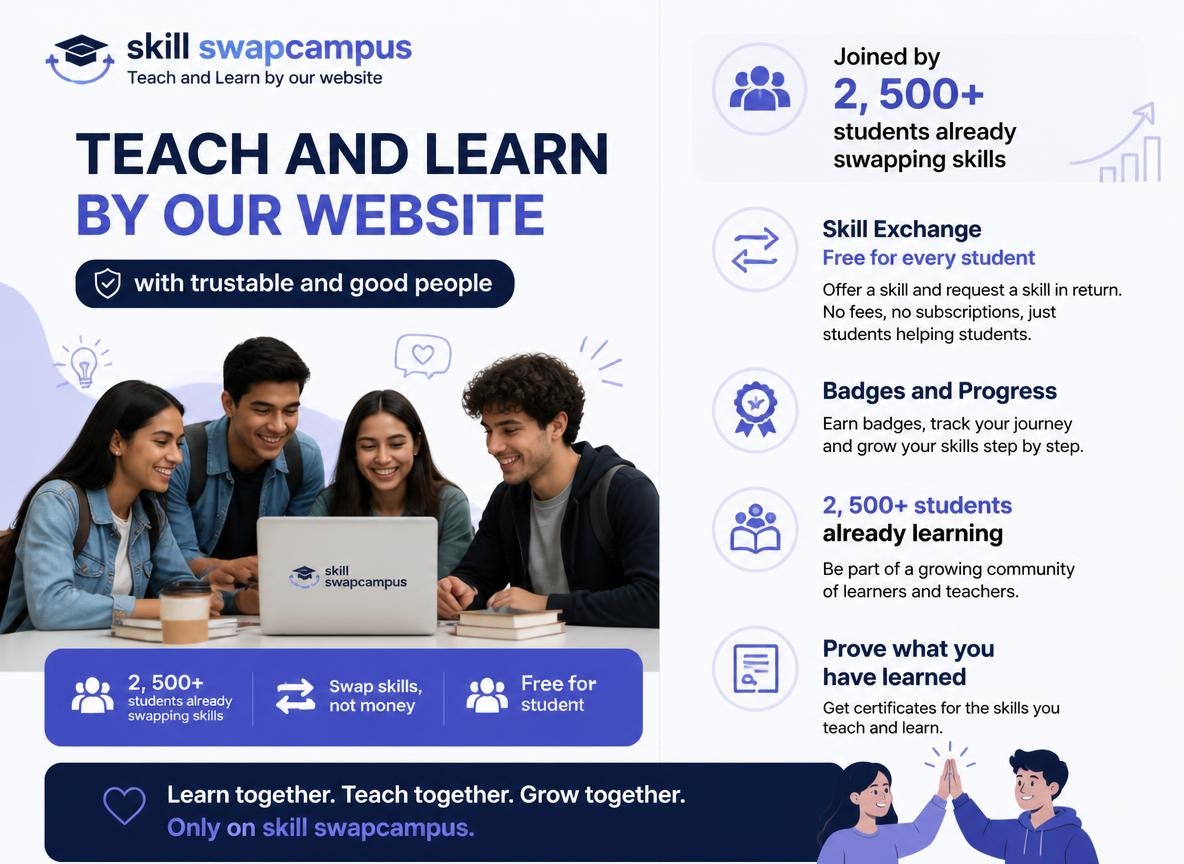 skill swapcampus
Teach and Learn by our website
TEACH AND LEARN
BY OUR WEBSITE
with trustable and good people
skill
swapcampus
2, 500+
students already
swapping skills
Swap skills,
not money
Free for
student
Learn together. Teach together. Grow together.
Only on skill swapcampus.
Joined by
2, 500+
students already
swapping skills
Skill Exchange
Free for every student
Offer a skill and request a skill in return.
No fees, no subscriptions, just
students helping students.
Badges and Progress
Earn badges, track your journey
and grow your skills step by step.
2, 500+ students
already learning
Be part of a growing community
of learners and teachers.
Prove what you
have learned
Get certificates for the skills you
teach and learn.